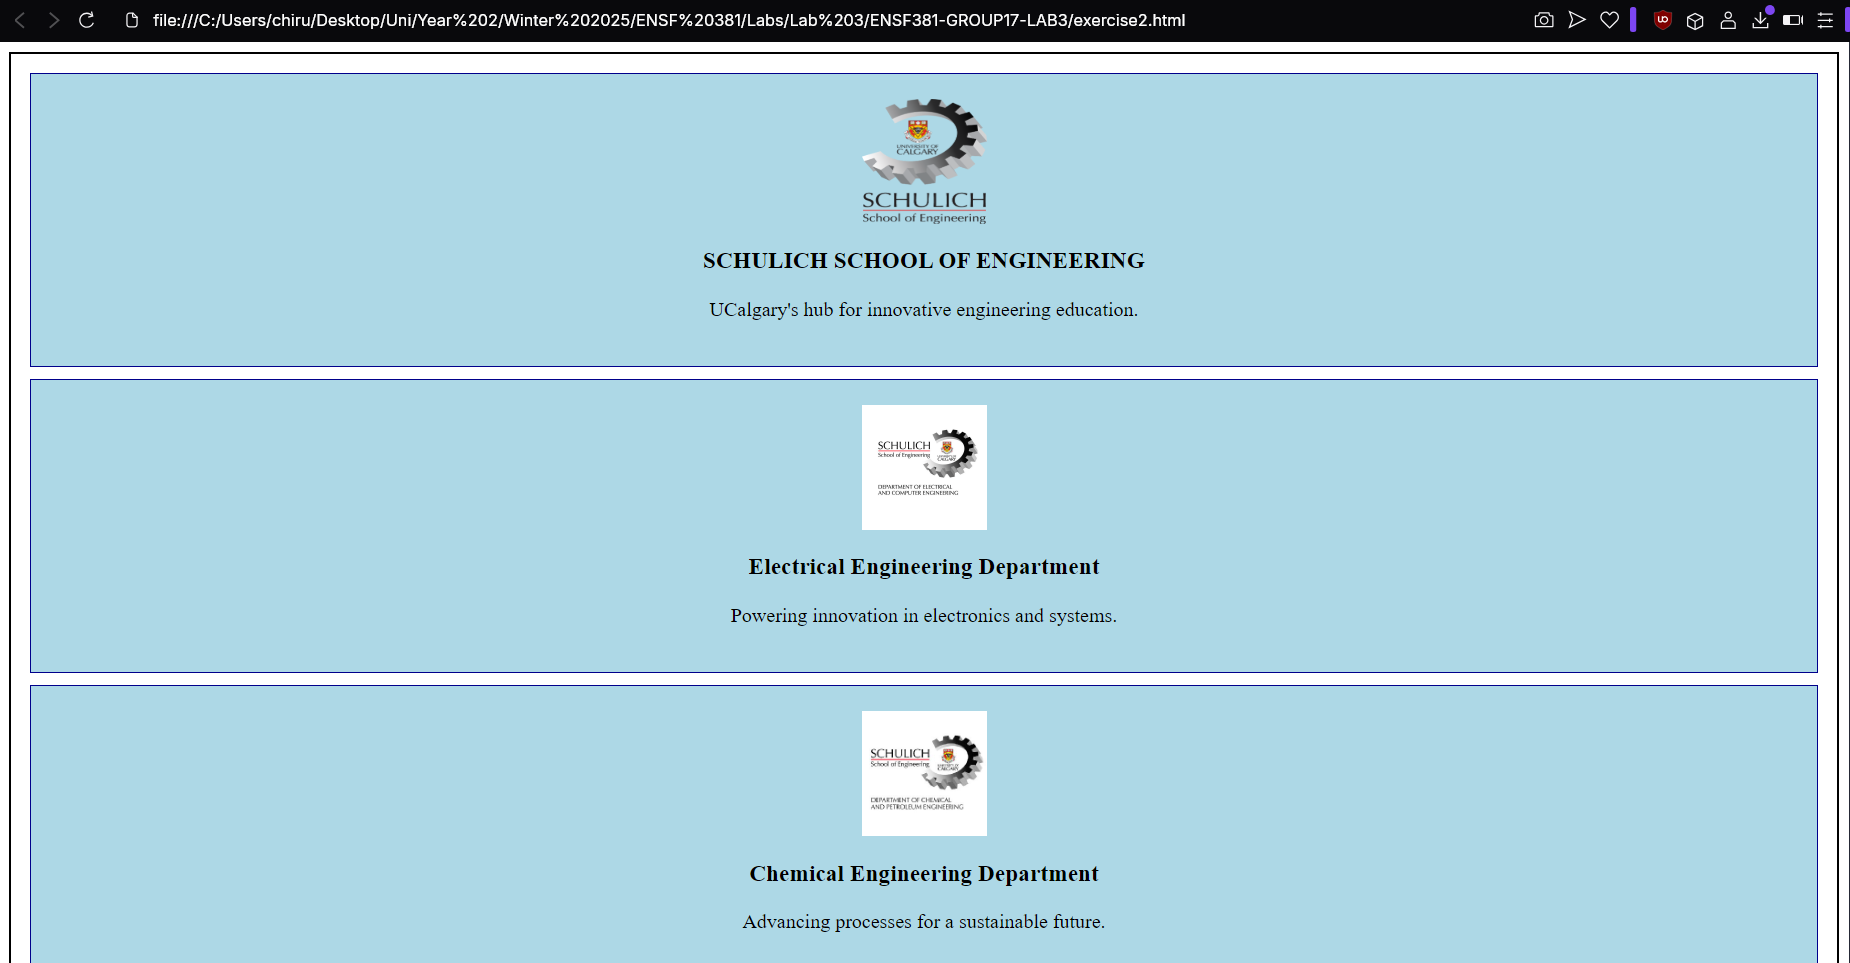 file:///C:/Users/chiru/Desktop/Uni/Year%202/Winter%202025/ENSF%20381/Labs/Lab%203/ENSF381-GROUP17-LAB3/exercise2.html
UNIVERSITY OF
CALGARY
SCHULICH
School of Engineering
SCHULICH SCHOOL OF ENGINEERING
UCalgary's hub for innovative engineering education.
SCHULICH
School of Engineering
UNIVERSITY OF
CALGARY
DEPARTMENT OF ELECTRICAL
AND COMPUTER ENGINEERING
Electrical Engineering Department
Powering innovation in electronics and systems.
SCHULICH
School of Engineering
UNIVERSITY OF
CALGARY
DEPARTMENT OF CHEMICAL
AND PETROLEUM ENGINEERING
Chemical Engineering Department
Advancing processes for a sustainable future.